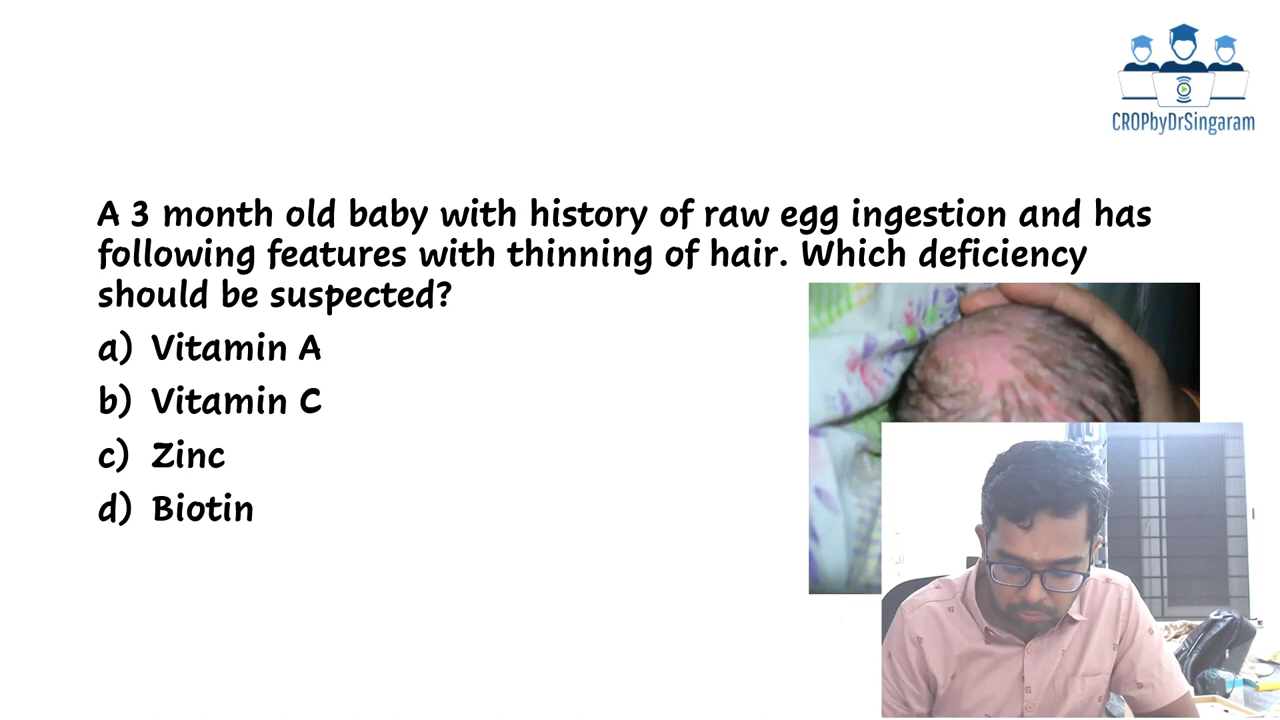 CROPbyDrSingaram
A 3 month old baby with history of raw egg ingestion and has
following features with thinning of hair. Which deficiency
should be suspected?
a) Vitamin A
b) Vitamin C
c) Zinc
d) Biotin